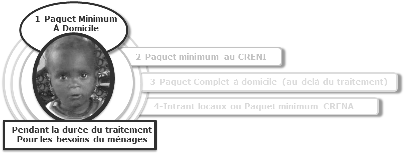 1 Paquet Minimum
À Domicile
2 Paquet minimum au CRENI
3 Paquet Complet a domicile (au delà du traitement)
4-Intrant locaux ou Paquet minimum CRENA
Pendant la durée du traitement
Pour les besoins du ménages